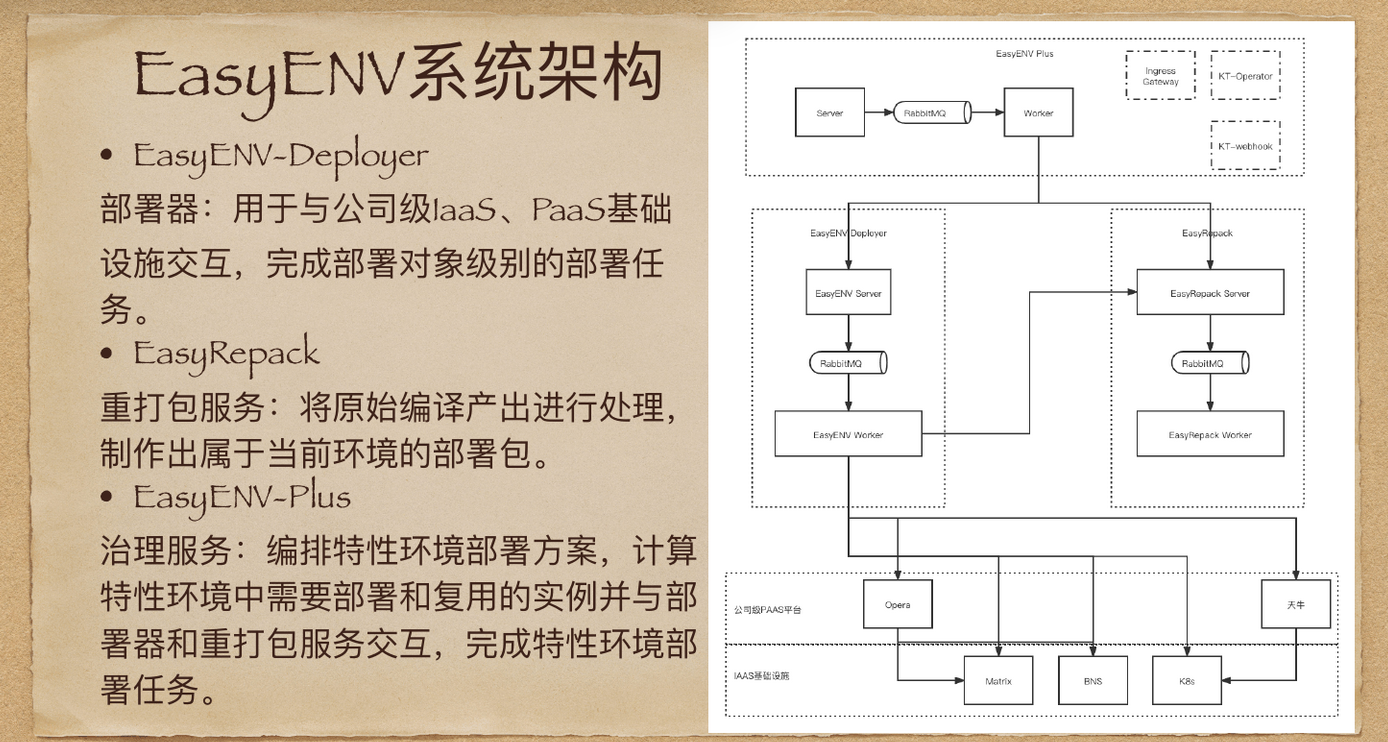 EasyENV系统架构
• EasyENV-Deployer
部署器：用于与公司级IaaS、PaaS基础
设施交互，完成部署对象级别的部署任
务。
• EasyRepack
重打包服务：将原始编译产出进行处理，
制作出属于当前环境的部署包。
• EasyENV-Plus
治理服务：编排特性环境部署方案，计算
特性环境中需要部署和复用的实例并与部
署器和重打包服务交互，完成特性环境部
署任务。
EasyENV Plus
Server
RabbitMQ
Worker
Ingress
Gateway
KT-Operator
KT-webhook
EasyENV Deployer
EasyENV Server
RabbitMQ
EasyENV Worker
EasyRepack
EasyRepack Server
RabbitMQ
EasyRepack Worker
公司级PAAS平台
Opera
天牛
IAAS基础设施
Matrix
BNS
K8s